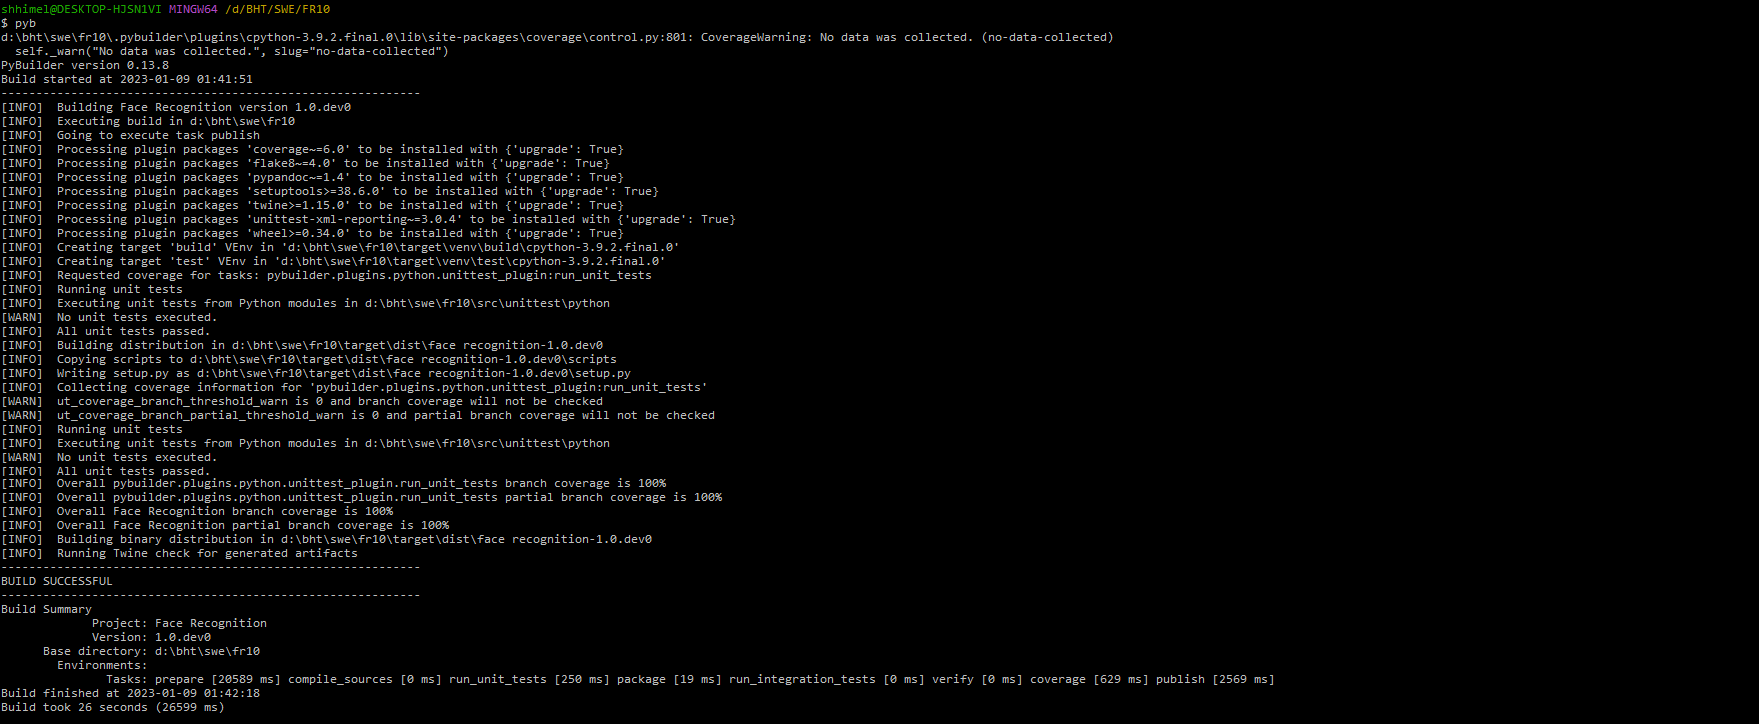 shhimel@DESKTOP-HJSN1VI MINGW64 /d/BHT/SWE/FR10
$ pyb
d:\bht\swe\fr10\.pybuilder\plugins\cpython-3.9.2.final.0\lib\site-packages\coverage\control.py:801: CoverageWarning: No data was collected. (no-data-collected)
  self._warn("No data was collected.", slug="no-data-collected")
PyBuilder version 0.13.8
Build started at 2023-01-09 01:41:51
------------------------------------------------------------
[INFO]  Building Face Recognition version 1.0.dev0
[INFO]  Executing build in d:\bht\swe\fr10
[INFO]  Going to execute task publish
[INFO]  Processing plugin packages 'coverage~=6.0' to be installed with {'upgrade': True}
[INFO]  Processing plugin packages 'flake8~=4.0' to be installed with {'upgrade': True}
[INFO]  Processing plugin packages 'pypandoc~=1.4' to be installed with {'upgrade': True}
[INFO]  Processing plugin packages 'setuptools>=38.6.0' to be installed with {'upgrade': True}
[INFO]  Processing plugin packages 'twine>=1.15.0' to be installed with {'upgrade': True}
[INFO]  Processing plugin packages 'unittest-xml-reporting~=3.0.4' to be installed with {'upgrade': True}
[INFO]  Processing plugin packages 'wheel>=0.34.0' to be installed with {'upgrade': True}
[INFO]  Creating target 'build' VEnv in 'd:\bht\swe\fr10\target\venv\build\cpython-3.9.2.final.0'
[INFO]  Creating target 'test' VEnv in 'd:\bht\swe\fr10\target\venv\test\cpython-3.9.2.final.0'
[INFO]  Requested coverage for tasks: pybuilder.plugins.python.unittest_plugin:run_unit_tests
[INFO]  Running unit tests
[INFO]  Executing unit tests from Python modules in d:\bht\swe\fr10\src\unittest\python
[WARN]  No unit tests executed.
[INFO]  All unit tests passed.
[INFO]  Building distribution in d:\bht\swe\fr10\target\dist\face recognition-1.0.dev0
[INFO]  Copying scripts to d:\bht\swe\fr10\target\dist\face recognition-1.0.dev0\scripts
[INFO]  Writing setup.py as d:\bht\swe\fr10\target\dist\face recognition-1.0.dev0\setup.py
[INFO]  Collecting coverage information for 'pybuilder.plugins.python.unittest_plugin:run_unit_tests'
[WARN]  ut_coverage_branch_threshold_warn is 0 and branch coverage will not be checked
[WARN]  ut_coverage_branch_partial_threshold_warn is 0 and partial branch coverage will not be checked
[INFO]  Running unit tests
[INFO]  Executing unit tests from Python modules in d:\bht\swe\fr10\src\unittest\python
[WARN]  No unit tests executed.
[INFO]  All unit tests passed.
[INFO]  Overall pybuilder.plugins.python.unittest_plugin.run_unit_tests branch coverage is 100%
[INFO]  Overall pybuilder.plugins.python.unittest_plugin.run_unit_tests partial branch coverage is 100%
[INFO]  Overall Face Recognition branch coverage is 100%
[INFO]  Overall Face Recognition partial branch coverage is 100%
[INFO]  Building binary distribution in d:\bht\swe\fr10\target\dist\face recognition-1.0.dev0
[INFO]  Running Twine check for generated artifacts
------------------------------------------------------------
BUILD SUCCESSFUL
------------------------------------------------------------
Build Summary
             Project: Face Recognition
             Version: 1.0.dev0
      Base directory: d:\bht\swe\fr10
        Environments:
               Tasks: prepare [20589 ms] compile_sources [0 ms] run_unit_tests [250 ms] package [19 ms] run_integration_tests [0 ms] verify [0 ms] coverage [629 ms] publish [2569 ms]
Build finished at 2023-01-09 01:42:18
Build took 26 seconds (26599 ms)